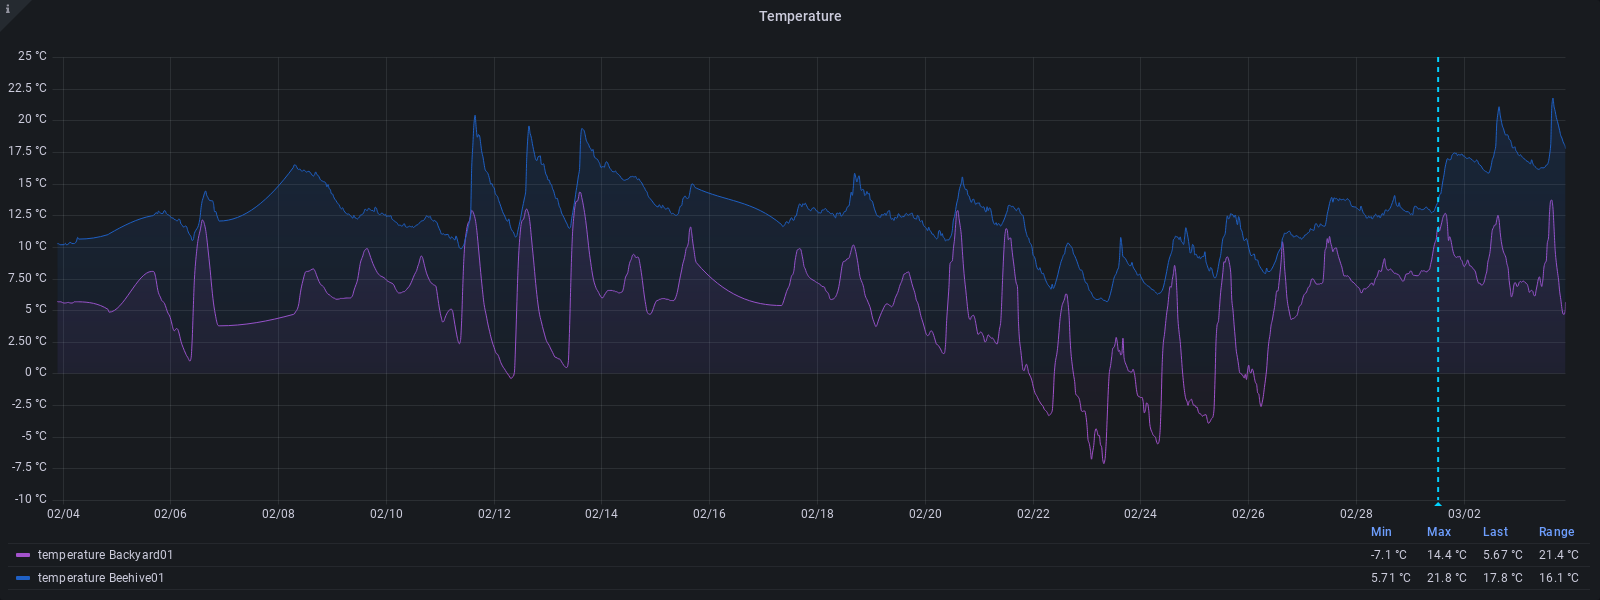 i
Temperature
25 °C
22.5 °C
20 °C
17.5 °C
15 °C
12.5 °C
10 °C
7.50 °C
5 °C
2.50 °C
0 °C
-2.5 °C
-5 °C
-7.5 °C
-10 °C
02/04 02/06 02/08 02/10 02/12 02/14 02/16 02/18 02/20 02/22 02/24 02/26 02/28 03/02
Min Max Last Range
temperature Backyard01 -7.1 °C 14.4 °C 5.67 °C 21.4 °C
temperature Beehive01 5.71 °C 21.8 °C 17.8 °C 16.1 °C